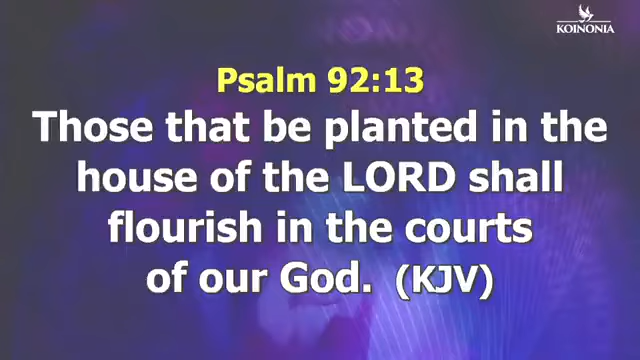 KOINONIA
Psalm 92:13
Those that be planted in the
house of the LORD shall
flourish in the courts
of our God. (KJV)